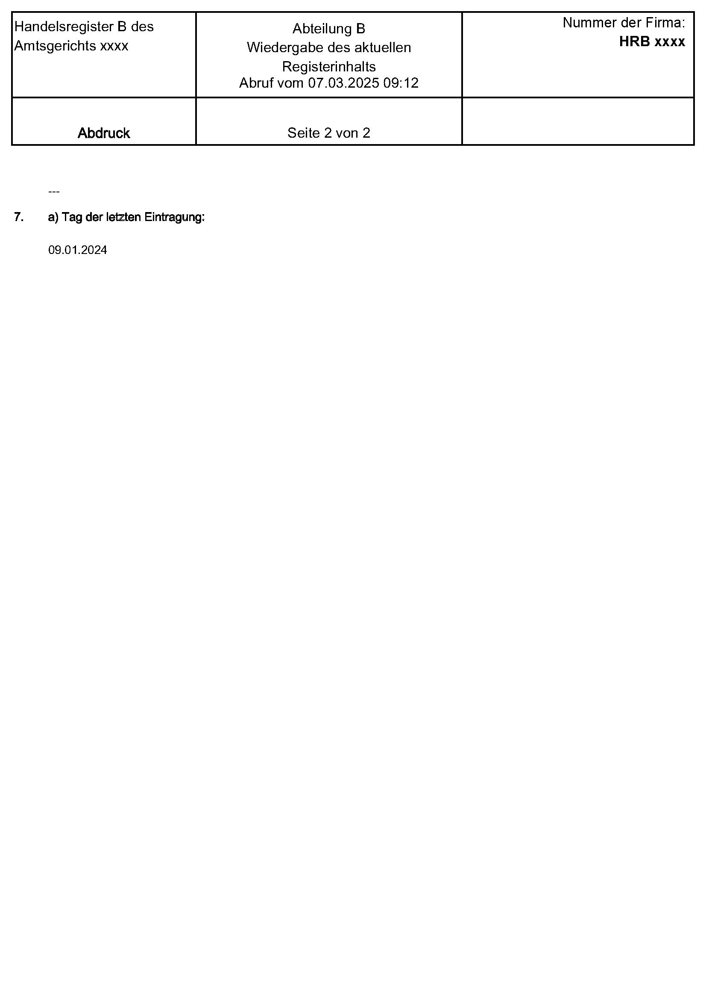 Handelsregister B des
Amtsgerichts xxxx
Abteilung B
Wiedergabe des aktuellen
Registerinhalts
Abruf vom 07.03.2025 09:12
Nummer der Firma:
HRB xxxx
Abdruck
Seite 2 von 2
---
7. a) Tag der letzten Eintragung:
09.01.2024